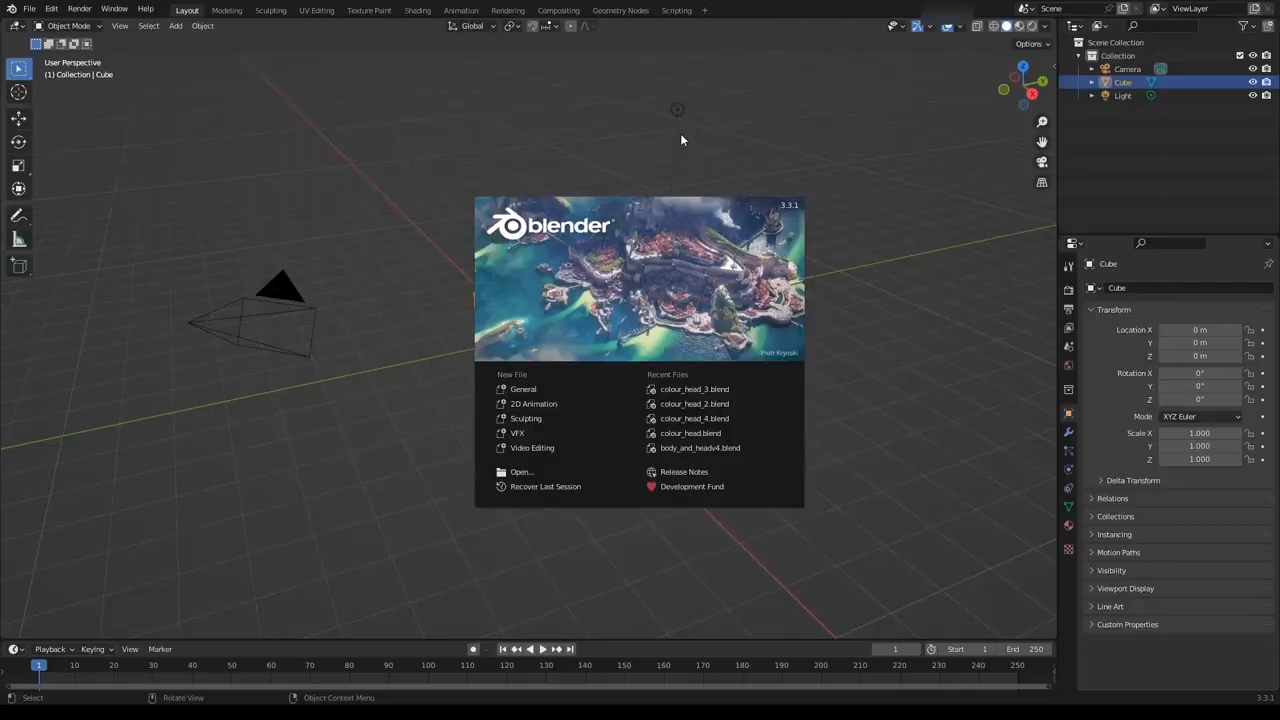 File Edit Render Window Help Layout Modeling Sculpting UV Editing Texture Paint Shading Animation Rendering Compositing Geometry Nodes Scripting + Scene ViewLayer
Object Mode View Select Add Object Global
Options
User Perspective
(1) Collection | Cube
Scene Collection
Collection
Camera
Cube
Light
Z
Y
X
blender
3.3.1
Piotr Krynski
New File Recent Files
General colour_head_3.blend
2D Animation colour_head_2.blend
Sculpting colour_head_4.blend
VFX colour_head.blend
Video Editing body_and_headv4.blend
Open... Release Notes
Recover Last Session Development Fund
Cube
Cube
Transform
Location X 0 m
Y 0 m
Z 0 m
Rotation X 0°
Y 0°
Z 0°
Mode XYZ Euler
Scale X 1.000
Y 1.000
Z 1.000
Delta Transform
Relations
Collections
Instancing
Motion Paths
Visibility
Viewport Display
Line Art
Custom Properties
Playback Keying View Marker 1 Start 1 End 250
1 10 20 30 40 50 60 70 80 90 100 110 120 130 140 150 160 170 180 190 200 210 220 230 240 250
Select Rotate View Object Context Menu 3.3.1